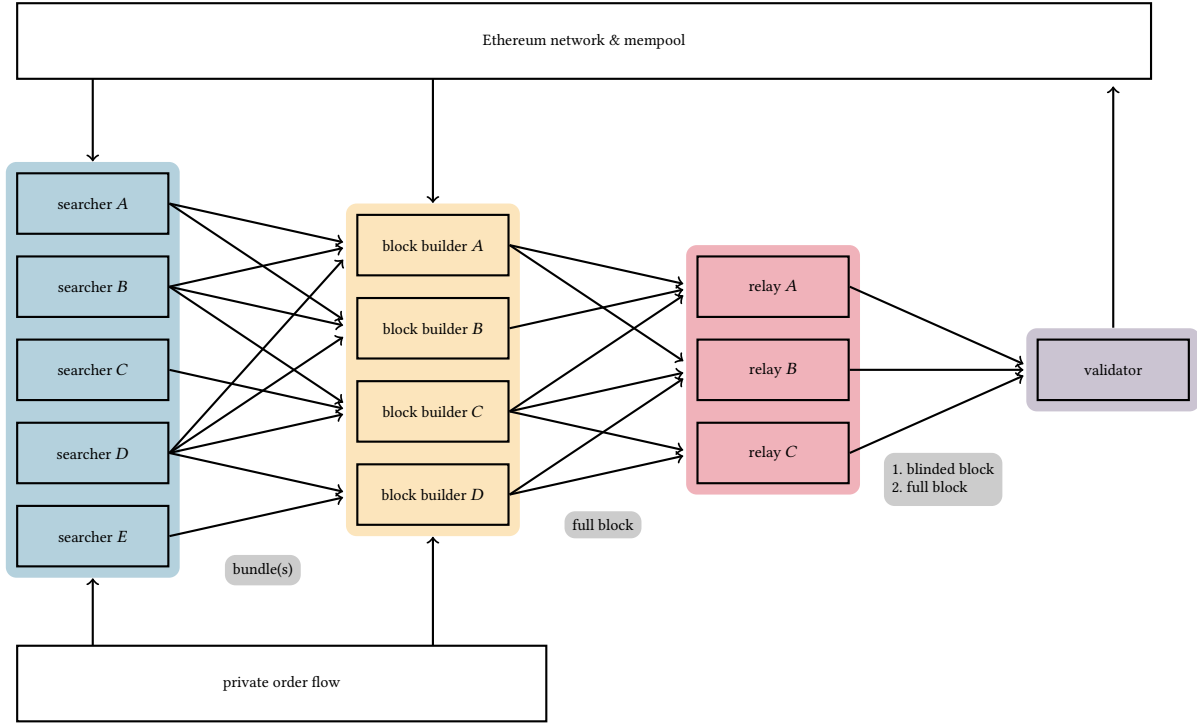 Ethereum network & mempool
searcher A
searcher B
searcher C
searcher D
searcher E
block builder A
block builder B
block builder C
block builder D
relay A
relay B
relay C
validator
bundle(s)
full block
1. blinded block
2. full block
private order flow